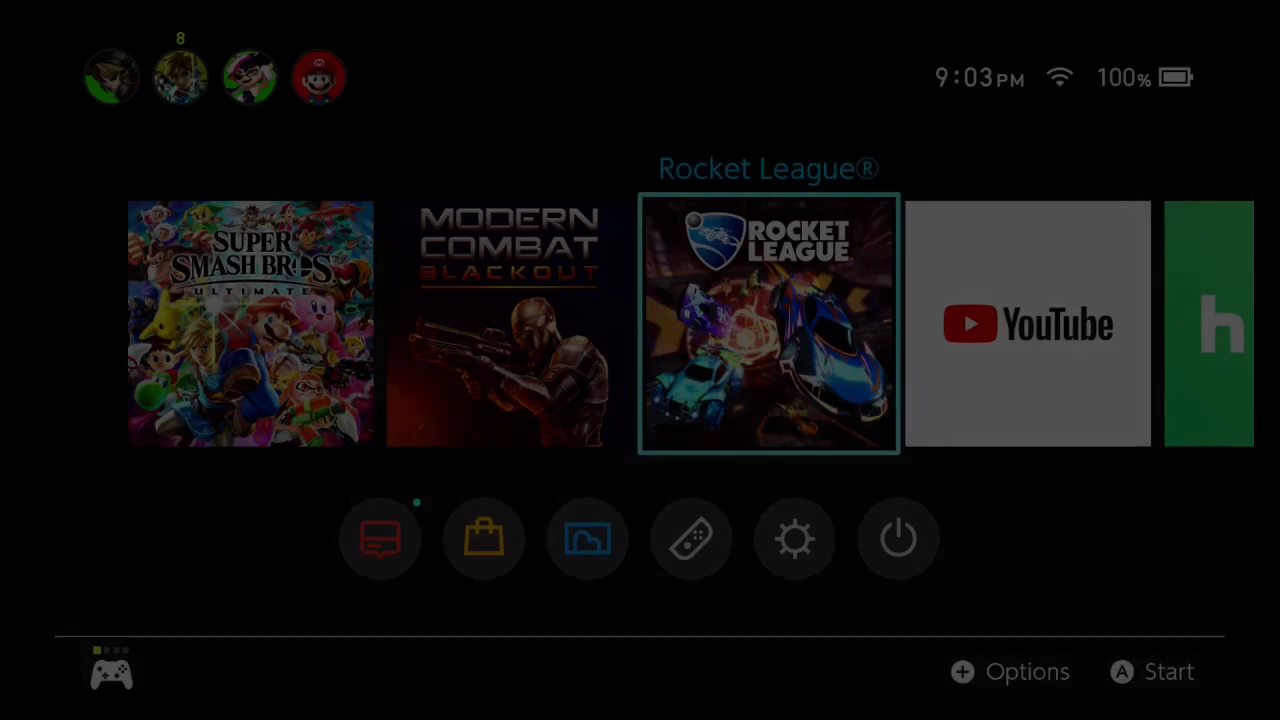 8
9:03PM 100%
Rocket League®
SUPER
SMASH BROS.
ULTIMATE
MODERN
COMBAT
BLACKOUT
ROCKET
LEAGUE
YouTube
h
+ Options A Start